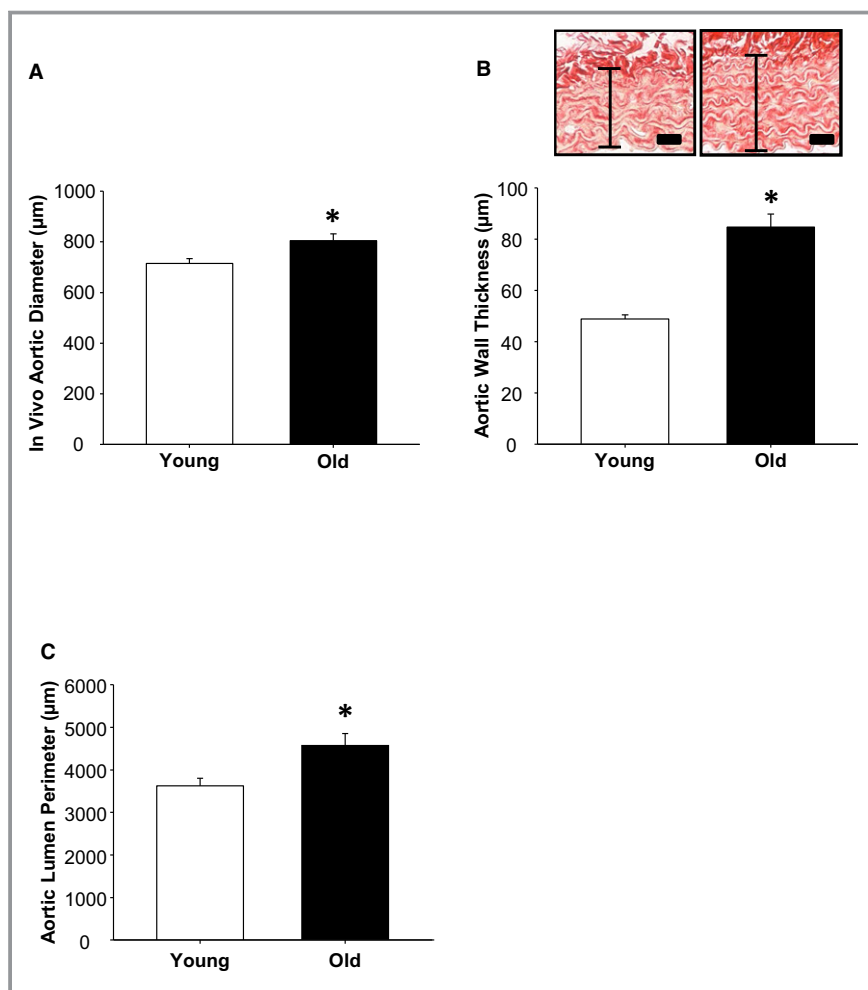 A
B
In Vivo Aortic Diameter (µm)
1000
800
600
400
200
0
*
Young
Old
Aortic Wall Thickness (µm)
100
80
60
40
20
0
*
Young
Old
C
Aortic Lumen Perimeter (µm)
6000
5000
4000
3000
2000
1000
0
*
Young
Old